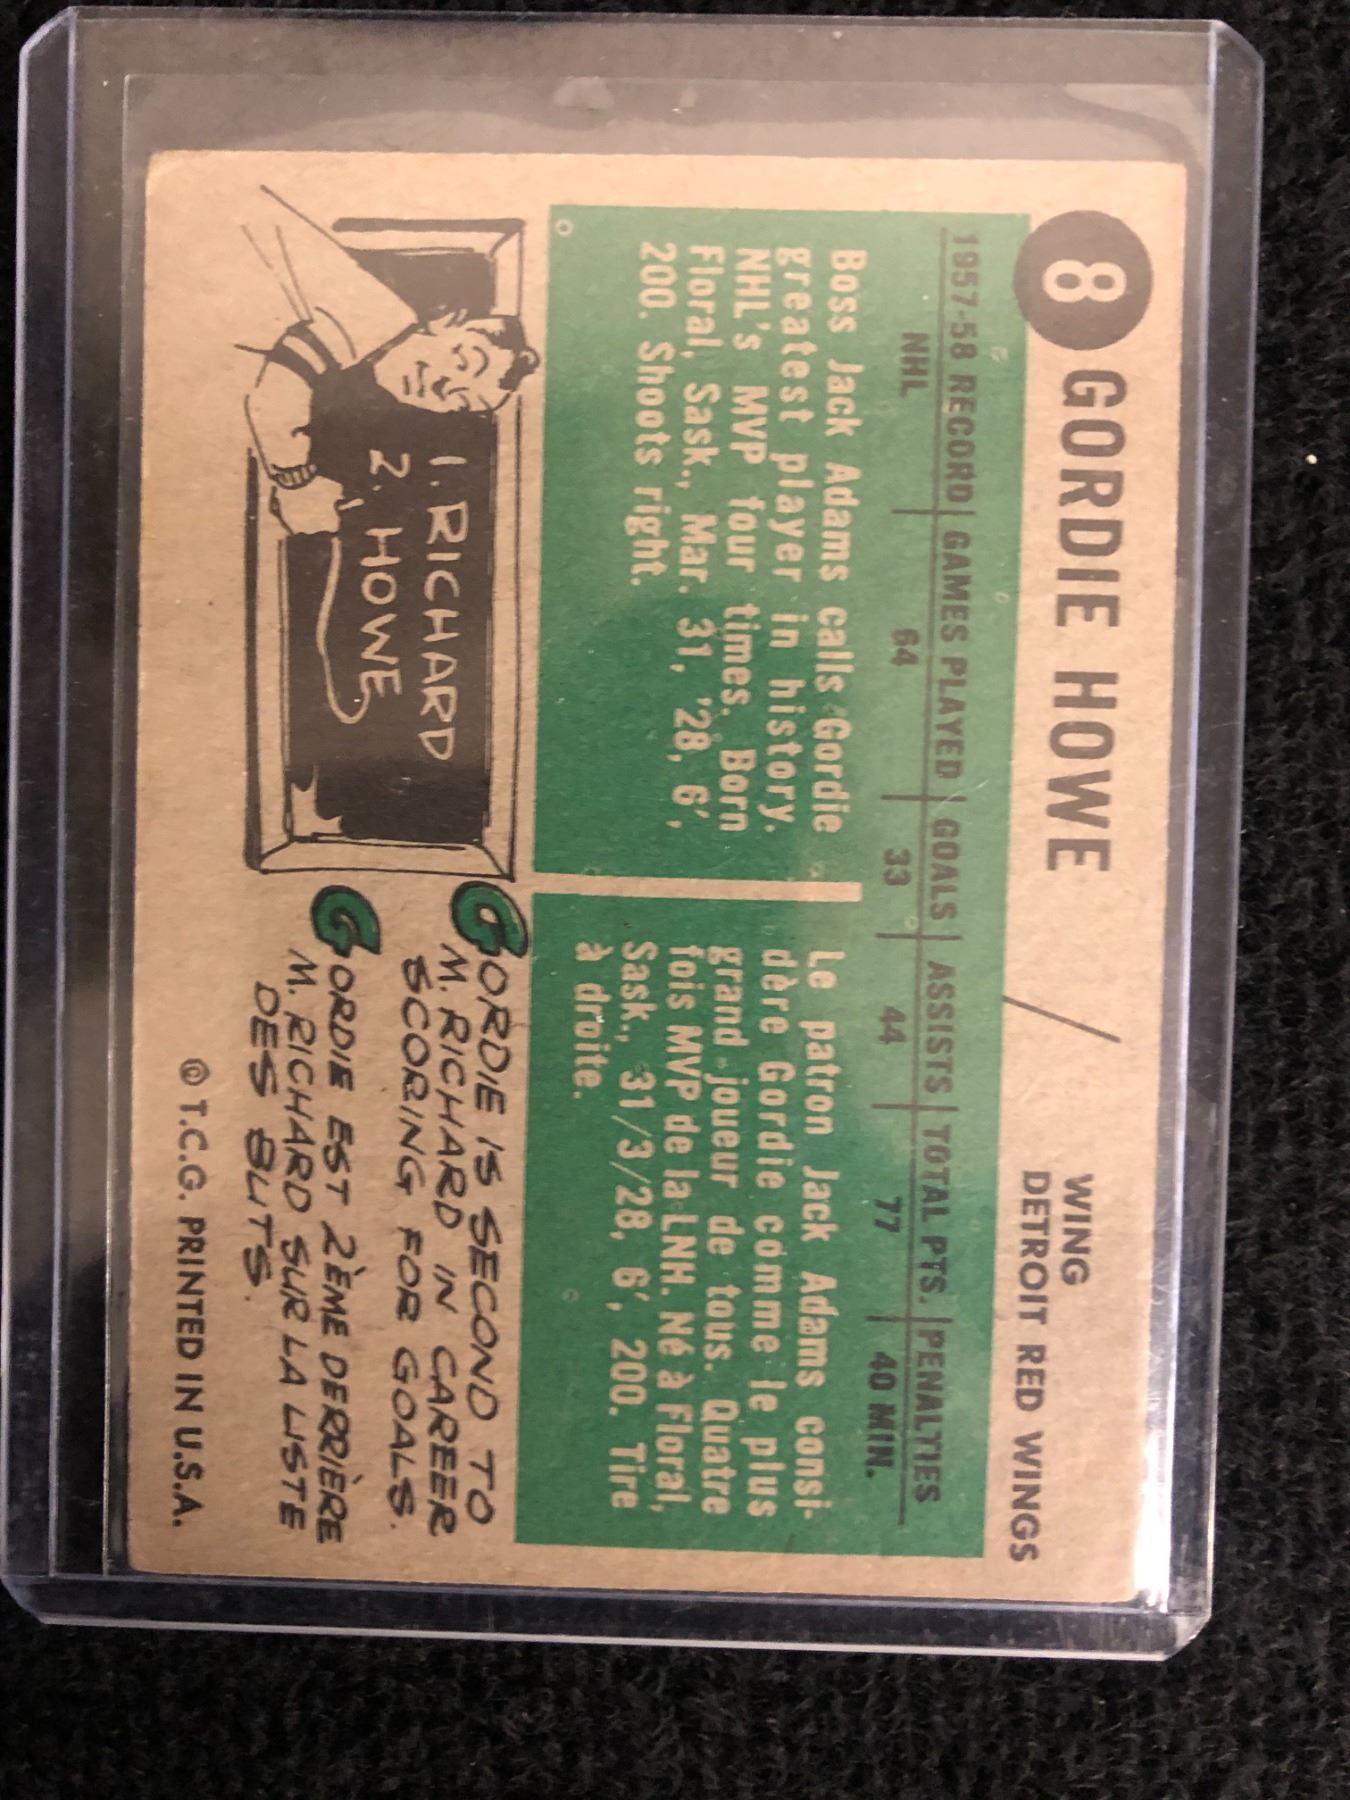 8 GORDIE HOWE
WING
DETROIT RED WINGS
1957-58 RECORD GAMES PLAYED GOALS ASSISTS TOTAL PTS. PENALTIES
NHL 64 33 44 77 40 MIN.
Boss Jack Adams calls Gordie
greatest player in history.
NHL's MVP four times. Born
Floral, Sask., Mar. 31, '28, 6',
200. Shoots right.
Le patron Jack Adams consi-
dère Gordie comme le plus
grand joueur de tous. Quatre
fois MVP de la LNH. Né à Floral,
Sask., 31/3/28, 6', 200. Tire
à droite.
1. RICHARD
2. HOWE
GORDIE IS SECOND TO
M. RICHARD IN CAREER
SCORING FOR GOALS.
GORDIE EST 2ÈME DERRIÈRE
M. RICHARD SUR LA LISTE
DES BUTS.
© T.C.G. PRINTED IN U.S.A.